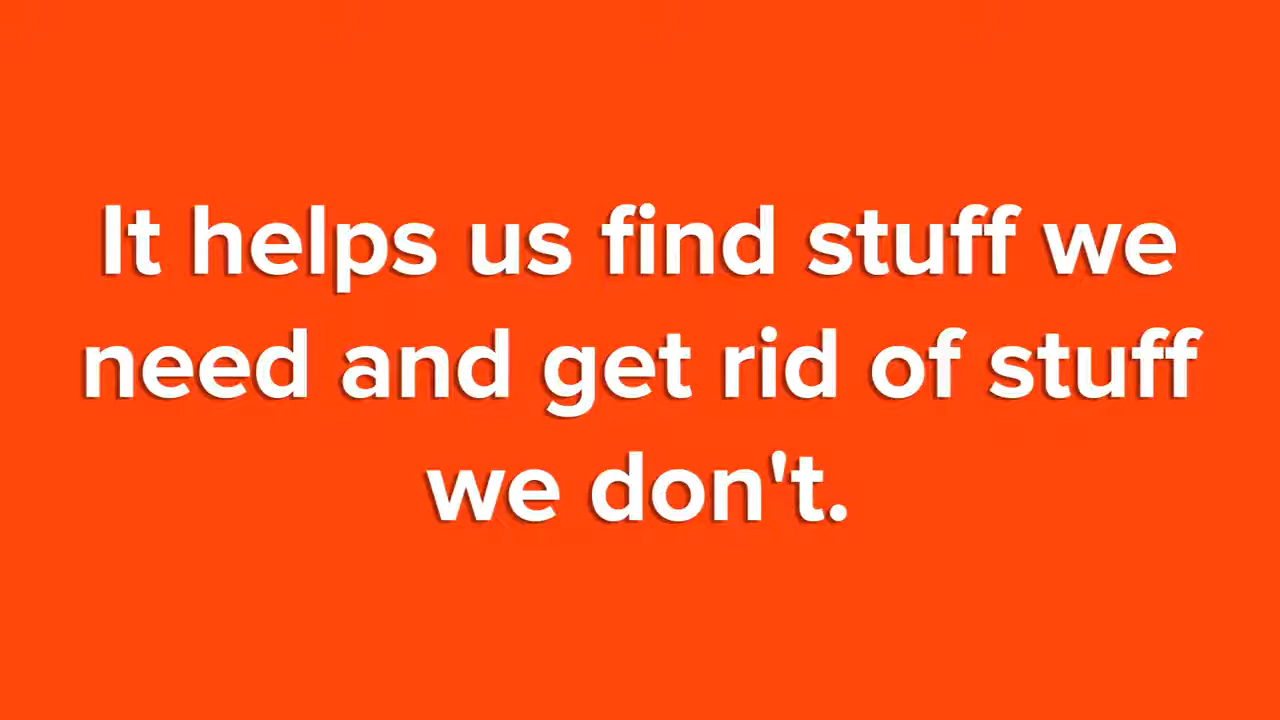 It helps us find stuff we
need and get rid of stuff
we don't.